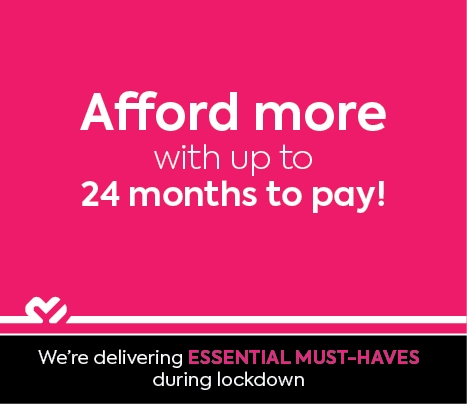 Afford more
with up to
24 months to pay!
We're delivering ESSENTIAL MUST-HAVES
during lockdown